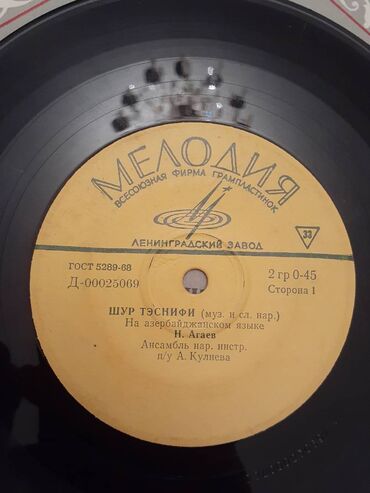 МЕЛОДИЯ
ВСЕСОЮЗНАЯ ФИРМА ГРАМПЛАСТИНОК
ЛЕНИНГРАДСКИЙ ЗАВОД
33
ГОСТ 5289-68
Д-00025069
2 гр 0-45
Сторона 1
ШУР ТЭСНИФИ (муз. и сл. нар.)
На азербайджанском языке
Н. Агаев
Ансамбль нар. инстр.
п/у А. Кулиева